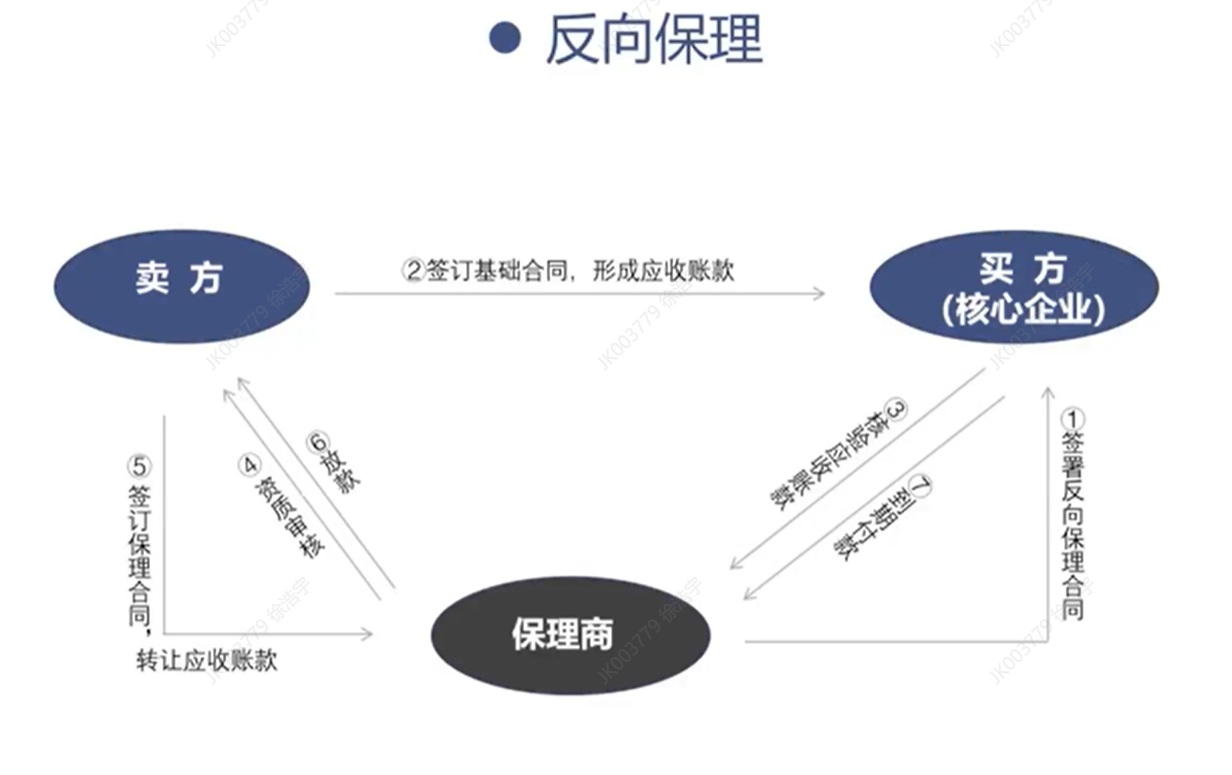 反向保理
卖 方
②签订基础合同，形成应收账款
买 方
(核心企业)
③核验应收账款
⑦到期付款
①签署反向保理合同
⑥放款
④资质审核
⑤签订保理合同，
转让应收账款
保理商
JK003779 徐浩宇
JK003779 徐浩宇
JK003779 徐浩宇
JK003779 徐浩宇
JK003779 徐浩宇
JK003779 徐浩宇
JK003779
JK003779
JK003779